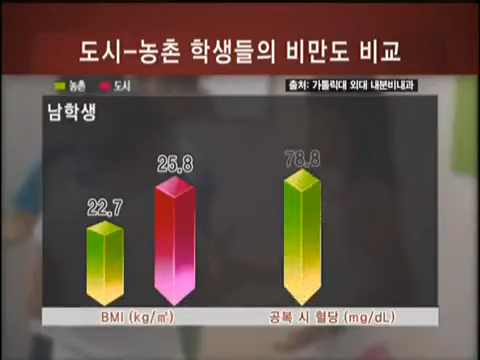 도시-농촌 학생들의 비만도 비교
농촌 도시
출처: 가톨릭대 의대 내분비내과
남학생
22.7
25.8
78.8
BMI (kg/㎡)
공복 시 혈당 (mg/dL)